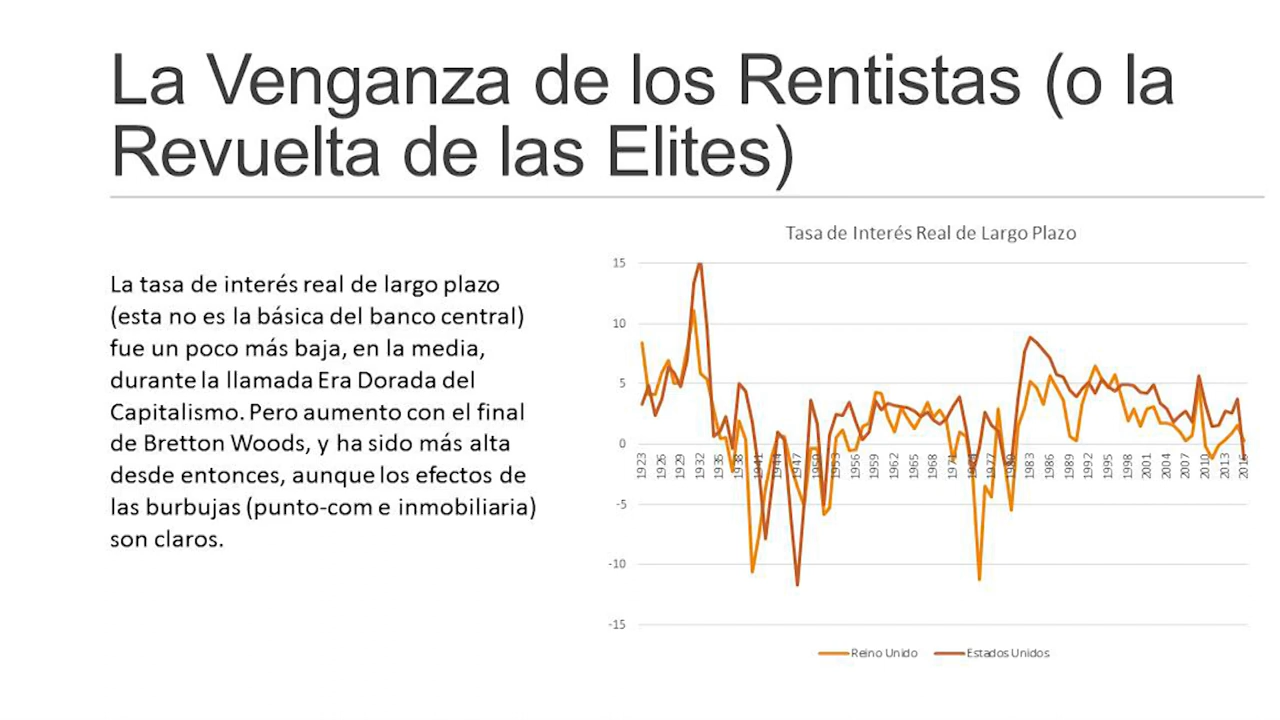 La Venganza de los Rentistas (o la
Revuelta de las Elites)
La tasa de interés real de largo plazo
(esta no es la básica del banco central)
fue un poco más baja, en la media,
durante la llamada Era Dorada del
Capitalismo. Pero aumento con el final
de Bretton Woods, y ha sido más alta
desde entonces, aunque los efectos de
las burbujas (punto-com e inmobiliaria)
son claros.
Tasa de Interés Real de Largo Plazo
15
10
5
0
-5
-10
-15
1923
1926
1929
1932
1935
1938
1941
1944
1947
1950
1953
1956
1959
1962
1965
1968
1971
1974
1977
1980
1983
1986
1989
1992
1995
1998
2001
2004
2007
2010
2013
2016
Reino Unido
Estados Unidos